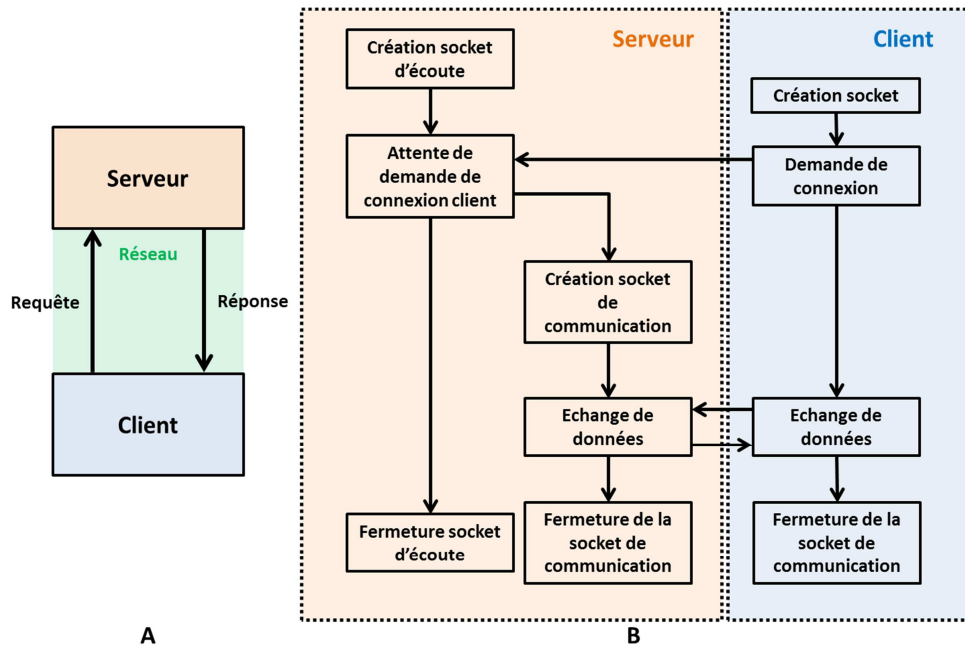 Serveur
Réseau
Requête
Réponse
Client
A
Serveur
Création socket
d'écoute
Attente de
demande de
connexion client
Création socket
de
communication
Echange de
données
Fermeture socket
d'écoute
Fermeture de la
socket de
communication
Client
Création socket
Demande de
connexion
Echange de
données
Fermeture de la
socket de
communication
B